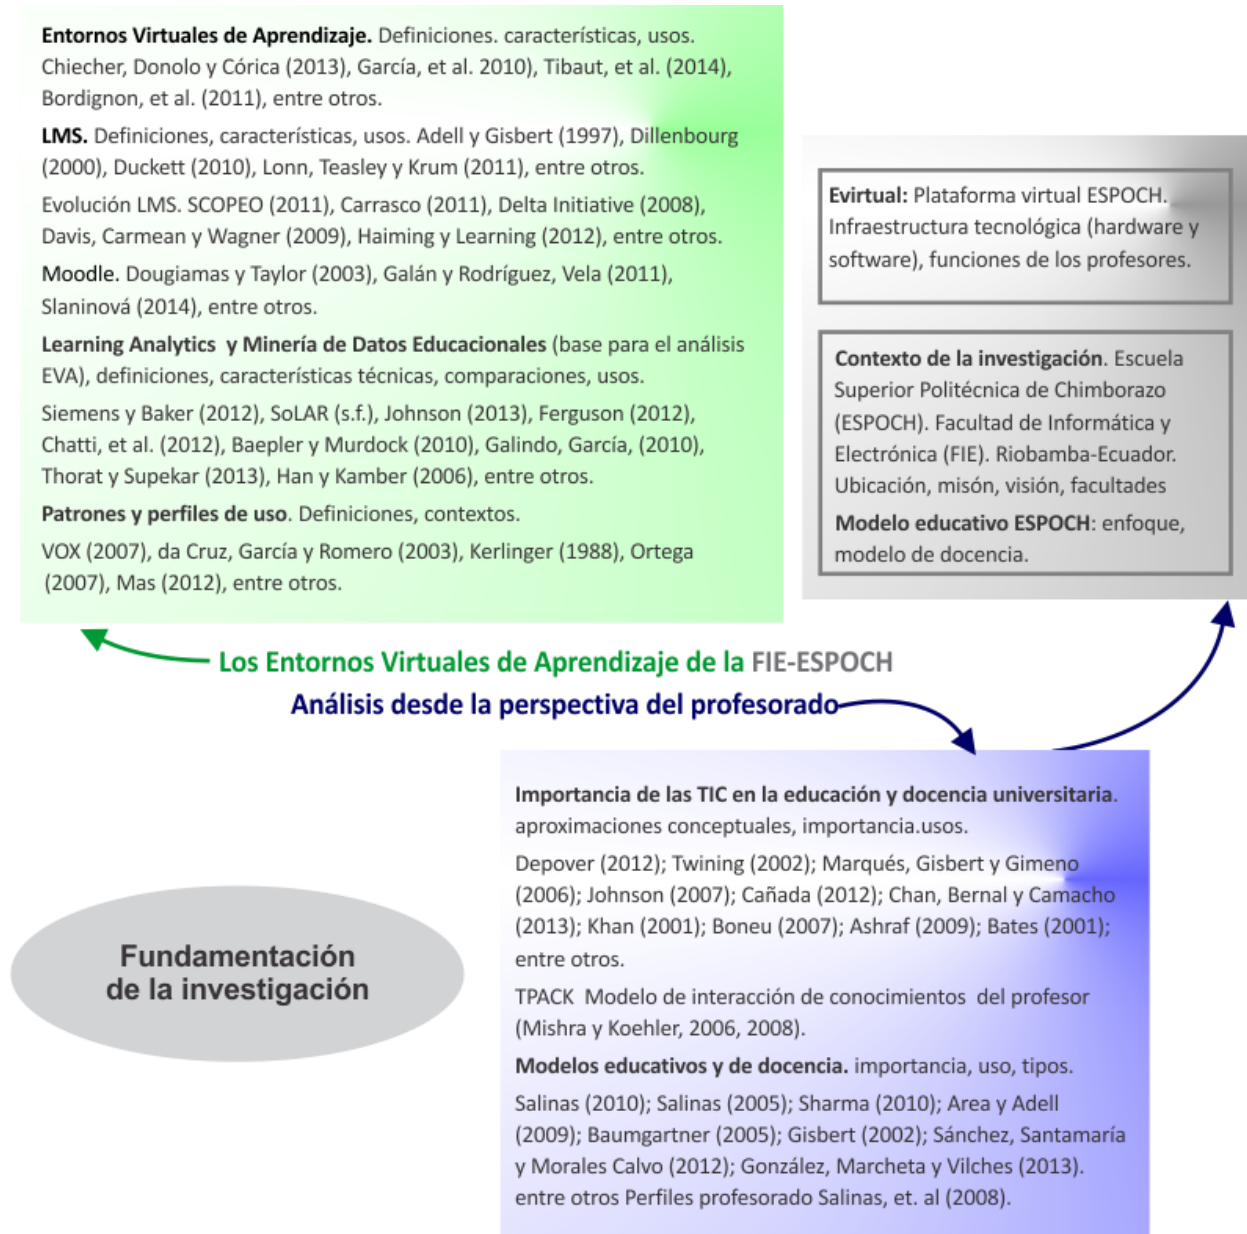 Entornos Virtuales de Aprendizaje. Definiciones. características, usos.
Chiecher, Donolo y Córica (2013), García, et al. 2010), Tibaut, et al. (2014),
Bordignon, et al. (2011), entre otros.
LMS. Definiciones, características, usos. Adell y Gisbert (1997), Dillenbourg
(2000), Duckett (2010), Lonn, Teasley y Krum (2011), entre otros.
Evolución LMS. SCOPEO (2011), Carrasco (2011), Delta Initiative (2008),
Davis, Carmean y Wagner (2009), Haiming y Learning (2012), entre otros.
Moodle. Dougiamas y Taylor (2003), Galán y Rodríguez, Vela (2011),
Slaninová (2014), entre otros.
Learning Analytics y Minería de Datos Educacionales (base para el análisis
EVA), definiciones, características técnicas, comparaciones, usos.
Siemens y Baker (2012), SoLAR (s.f.), Johnson (2013), Ferguson (2012),
Chatti, et al. (2012), Baepler y Murdock (2010), Galindo, García, (2010),
Thorat y Supekar (2013), Han y Kamber (2006), entre otros.
Patrones y perfiles de uso. Definiciones, contextos.
VOX (2007), da Cruz, García y Romero (2003), Kerlinger (1988), Ortega
(2007), Mas (2012), entre otros.
Evirtual: Plataforma virtual ESPOCH.
Infraestructura tecnológica (hardware y
software), funciones de los profesores.
Contexto de la investigación. Escuela
Superior Politécnica de Chimborazo
(ESPOCH). Facultad de Informática y
Electrónica (FIE). Riobamba-Ecuador.
Ubicación, misón, visión, facultades
Modelo educativo ESPOCH: enfoque,
modelo de docencia.
Los Entornos Virtuales de Aprendizaje de la FIE-ESPOCH
Análisis desde la perspectiva del profesorado
Importancia de las TIC en la educación y docencia universitaria.
aproximaciones conceptuales, importancia.usos.
Depover (2012); Twining (2002); Marqués, Gisbert y Gimeno
(2006); Johnson (2007); Cañada (2012); Chan, Bernal y Camacho
(2013); Khan (2001); Boneu (2007); Ashraf (2009); Bates (2001);
entre otros.
TPACK Modelo de interacción de conocimientos del profesor
(Mishra y Koehler, 2006, 2008).
Modelos educativos y de docencia. importancia, uso, tipos.
Salinas (2010); Salinas (2005); Sharma (2010); Area y Adell
(2009); Baumgartner (2005); Gisbert (2002); Sánchez, Santamaría
y Morales Calvo (2012); González, Marcheta y Vilches (2013).
entre otros Perfiles profesorado Salinas, et. al (2008).
Fundamentación
de la investigación